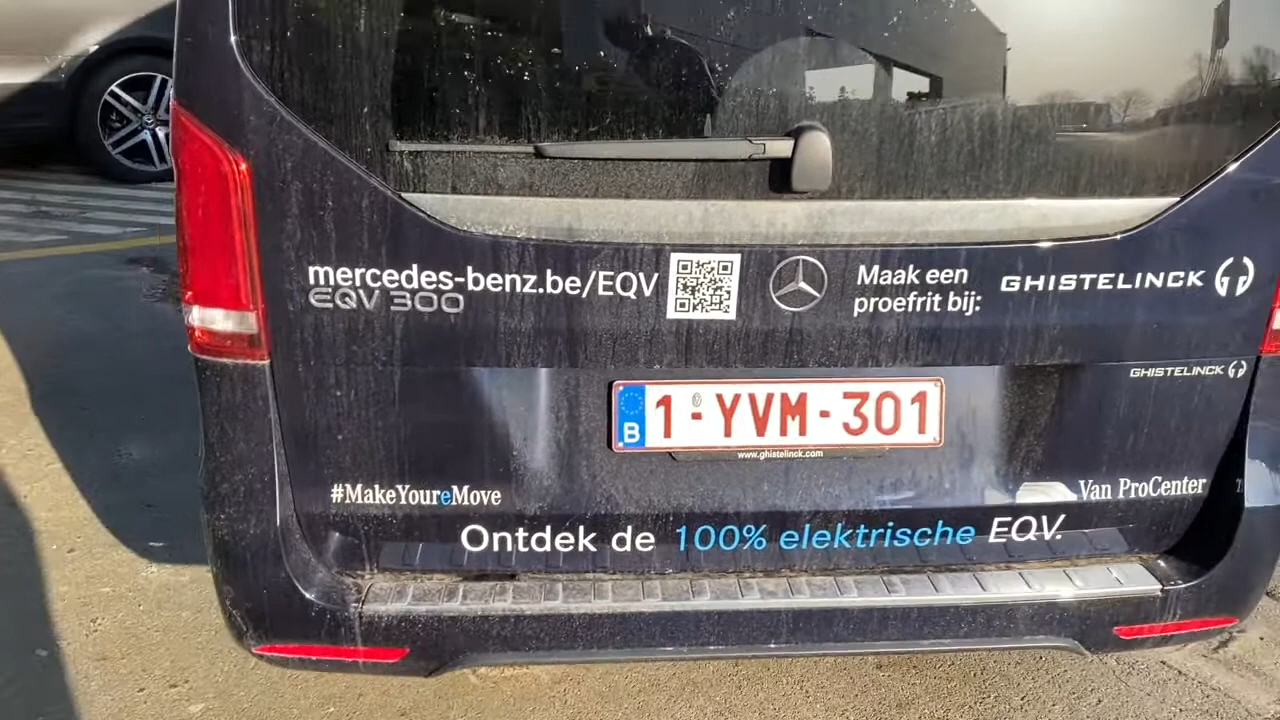 mercedes-benz.be/EQV
EQV 300
Maak een
proefrit bij:
GHISTELINCK
GHISTELINCK
B
1-YVM-301
www.ghistelinck.com
#MakeYoureMove
Van ProCenter
Ontdek de 100% elektrische EQV.